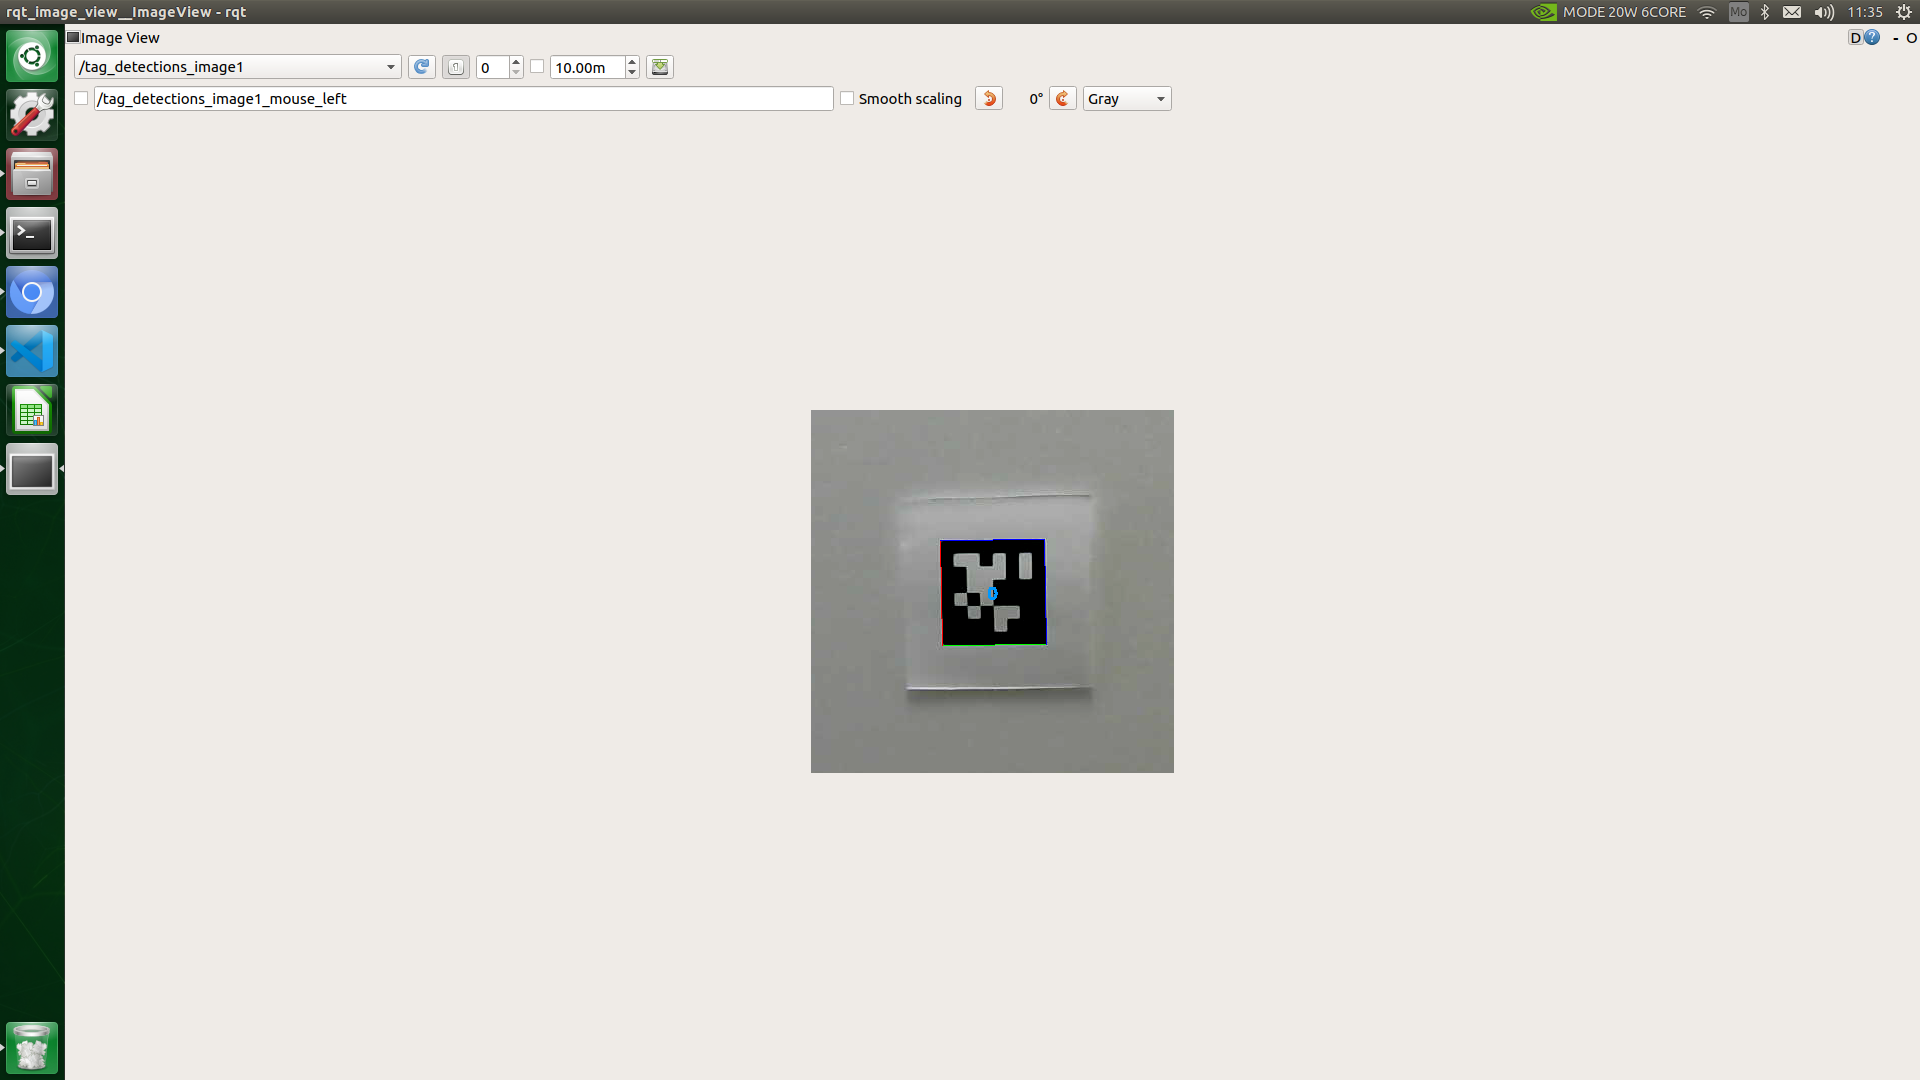 rqt_image_view__ImageView - rqt
MODE 20W 6CORE
Mo
11:35
Image View
D
- O
/tag_detections_image1
0
10.00m
/tag_detections_image1_mouse_left
Smooth scaling
0°
Gray
0